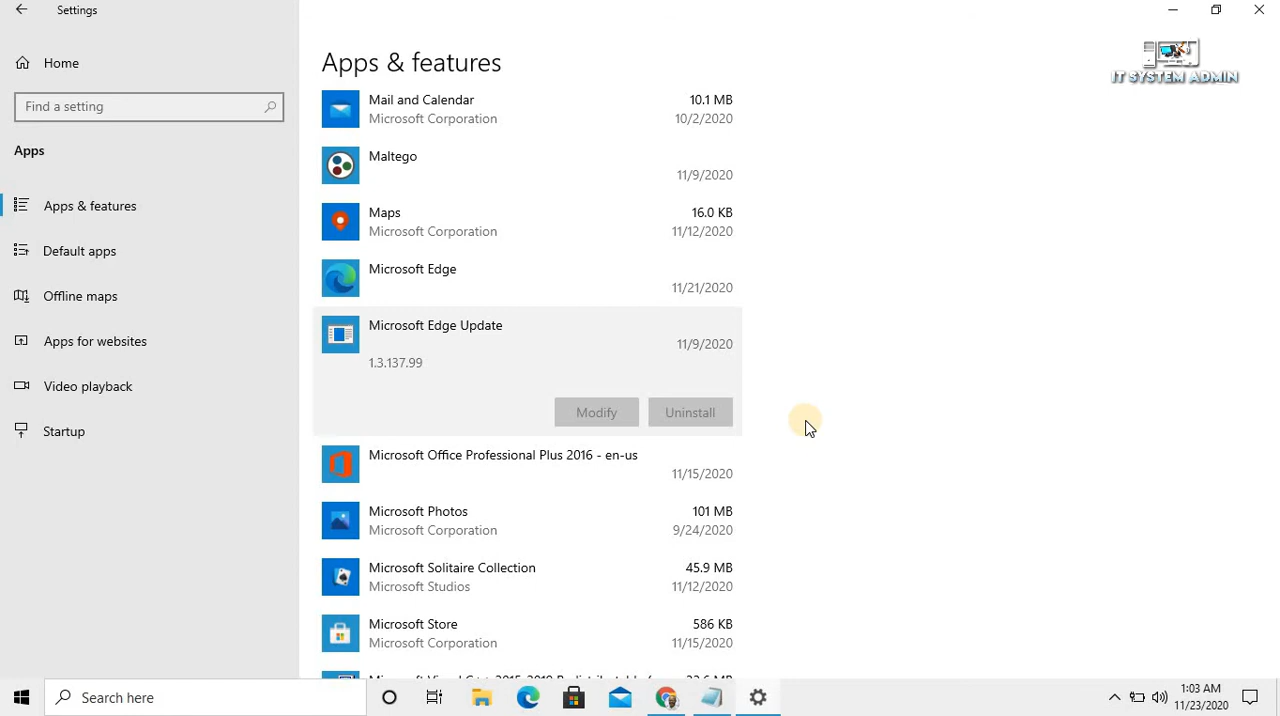 Settings
Home
Find a setting
Apps
Apps & features
Default apps
Offline maps
Apps for websites
Video playback
Startup
Apps & features
Mail and Calendar 10.1 MB
Microsoft Corporation 10/2/2020
Maltego
11/9/2020
Maps 16.0 KB
Microsoft Corporation 11/12/2020
Microsoft Edge
11/21/2020
Microsoft Edge Update
11/9/2020
1.3.137.99
Modify Uninstall
Microsoft Office Professional Plus 2016 - en-us
11/15/2020
Microsoft Photos 101 MB
Microsoft Corporation 9/24/2020
Microsoft Solitaire Collection 45.9 MB
Microsoft Studios 11/12/2020
Microsoft Store 586 KB
Microsoft Corporation 11/15/2020
IT SYSTEM ADMIN
Search here
1:03 AM
11/23/2020